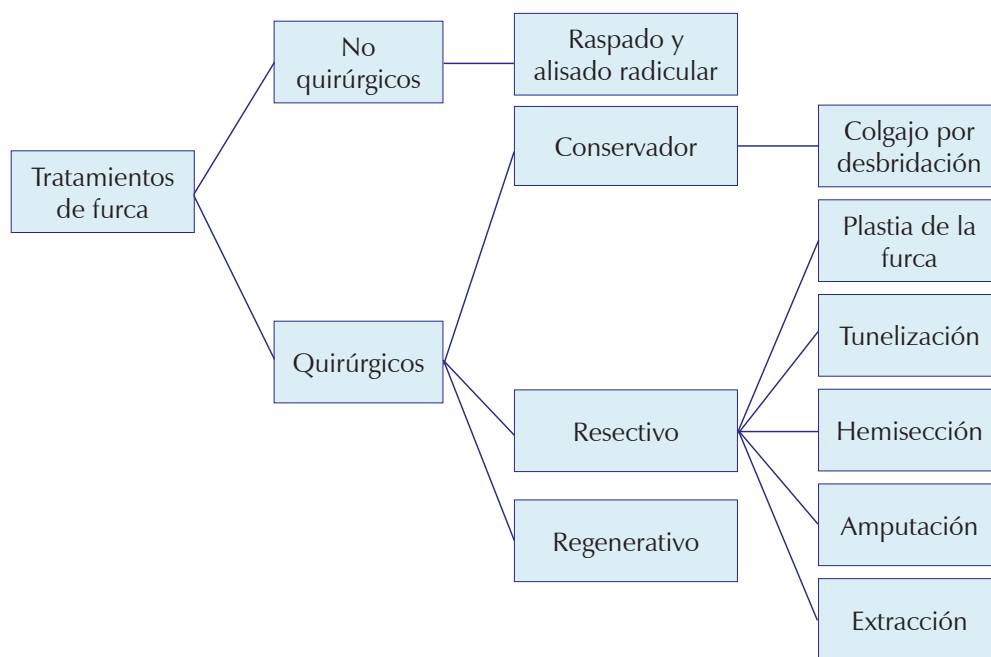 Tratamientos
de furca
No
quirúrgicos
Raspado y
alisado radicular
Quirúrgicos
Conservador
Colgajo por
desbridación
Resectivo
Plastia de la
furca
Tunelización
Hemisección
Amputación
Extracción
Regenerativo